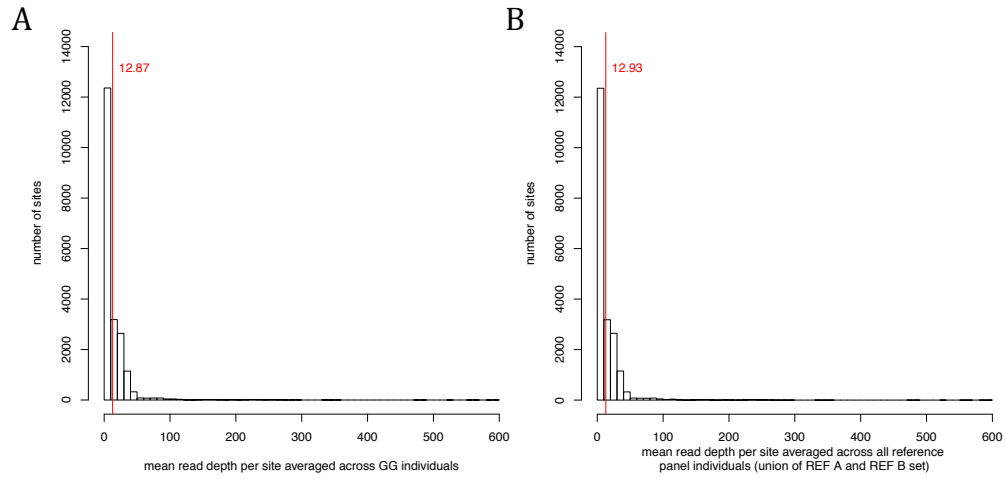 A
number of sites
14000
12000
10000
8000
6000
4000
2000
0
12.87
0 100 200 300 400 500 600
mean read depth per site averaged across GG individuals
B
number of sites
14000
12000
10000
8000
6000
4000
2000
0
12.93
0 100 200 300 400 500 600
mean read depth per site averaged across all reference
panel individuals (union of REF A and REF B set)